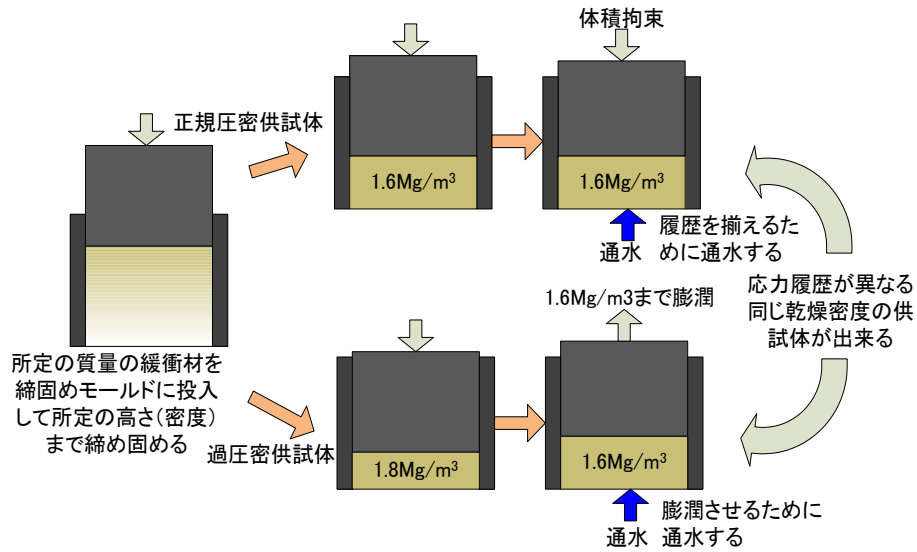 体積拘束
正規圧密供試体
1.6Mg/m³
1.6Mg/m³
通水
履歴を揃えるた
めに通水する
所定の質量の緩衝材を
締固めモールドに投入
して所定の高さ(密度)
まで締め固める
応力履歴が異なる
同じ乾燥密度の供
試体が出来る
1.6Mg/m3まで膨潤
過圧密供試体
1.8Mg/m³
1.6Mg/m³
通水
膨潤させるために
通水する